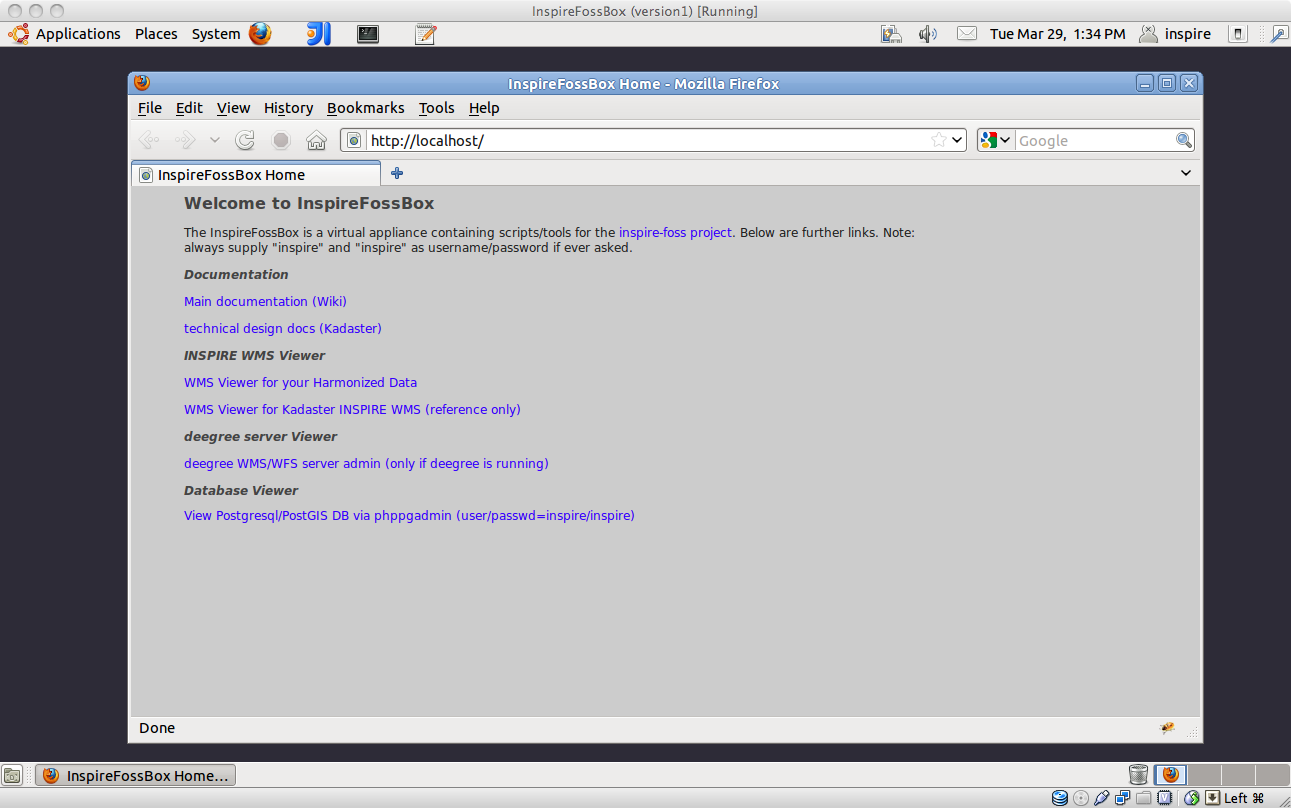 InspireFossBox (version1) [Running]
Applications Places System Tue Mar 29, 1:34 PM inspire
InspireFossBox Home - Mozilla Firefox
File Edit View History Bookmarks Tools Help
http://localhost/ Google
InspireFossBox Home
Welcome to InspireFossBox
The InspireFossBox is a virtual appliance containing scripts/tools for the inspire-foss project. Below are further links. Note:
always supply "inspire" and "inspire" as username/password if ever asked.
Documentation
Main documentation (Wiki)
technical design docs (Kadaster)
INSPIRE WMS Viewer
WMS Viewer for your Harmonized Data
WMS Viewer for Kadaster INSPIRE WMS (reference only)
deegree server Viewer
deegree WMS/WFS server admin (only if deegree is running)
Database Viewer
View Postgresql/PostGIS DB via phppgadmin (user/passwd=inspire/inspire)
Done
InspireFossBox Home...
Left ⌘